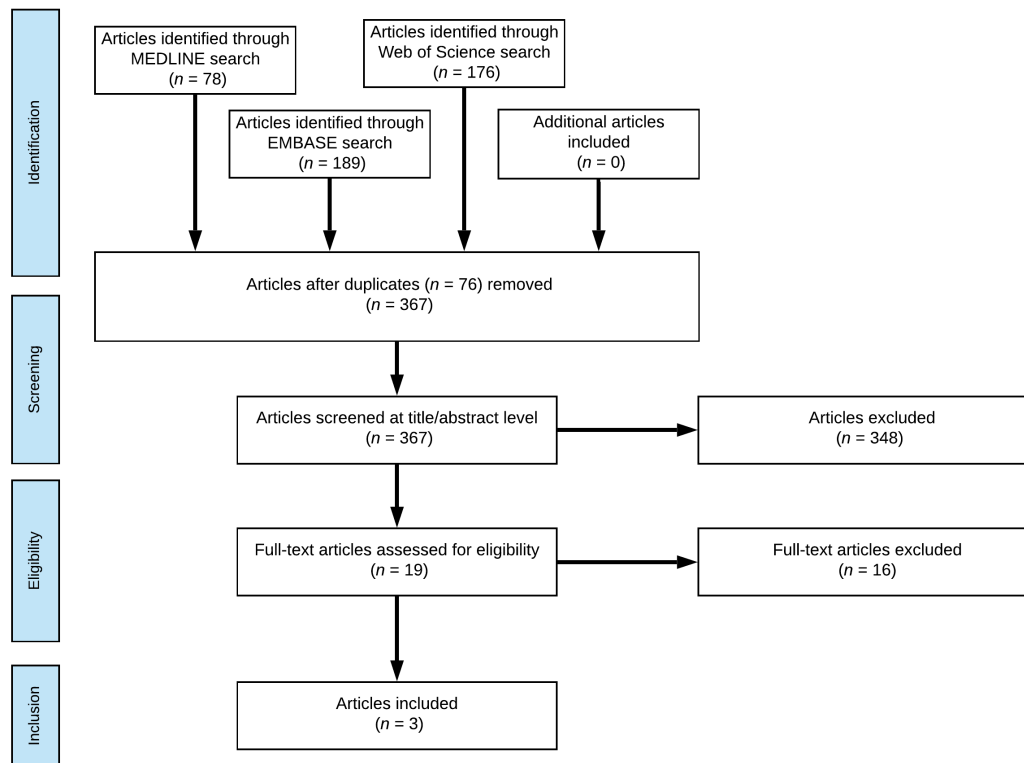 Identification
Articles identified through
MEDLINE search
(n = 78)
Articles identified through
Web of Science search
(n = 176)
Articles identified through
EMBASE search
(n = 189)
Additional articles
included
(n = 0)
Articles after duplicates (n = 76) removed
(n = 367)
Screening
Articles screened at title/abstract level
(n = 367)
Articles excluded
(n = 348)
Eligibility
Full-text articles assessed for eligibility
(n = 19)
Full-text articles excluded
(n = 16)
Inclusion
Articles included
(n = 3)